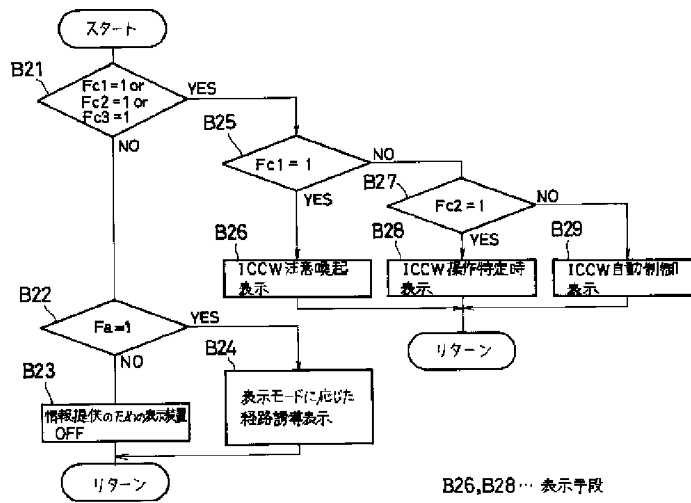 スタート
B21
Fc1=1 or
Fc2=1 or
Fc3=1
YES
NO
B25
Fc1 = 1
NO
YES
B27
Fc2=1
NO
YES
B26
ICCW注意喚起
表示
B28
ICCW操作特定時
表示
B29
ICCW自動制御
表示
リターン
B22
Fa=1
YES
NO
B23
情報提供のための表示装置
OFF
B24
表示モードに応じた
経路誘導表示
リターン
B26,B28… 表示手段